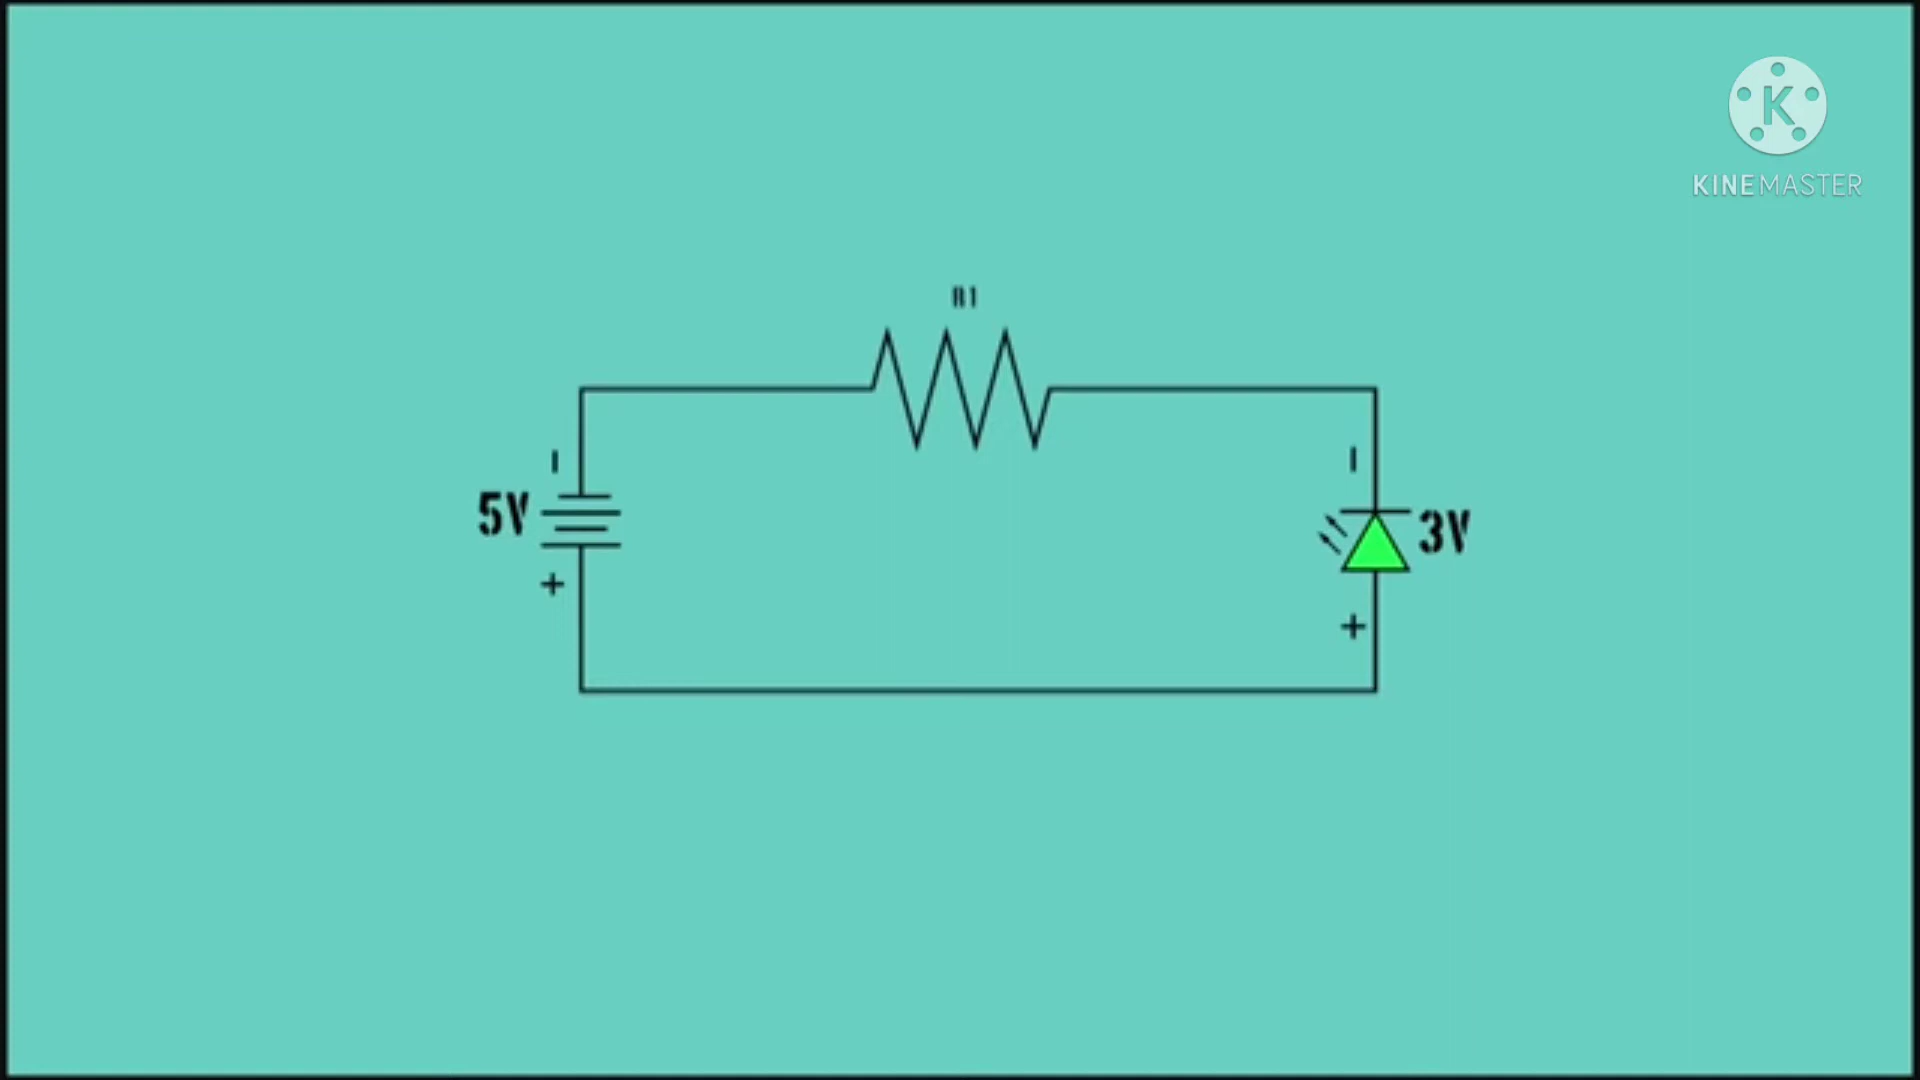 K
KINEMASTER
R1
-
-
5V
3V
+
+